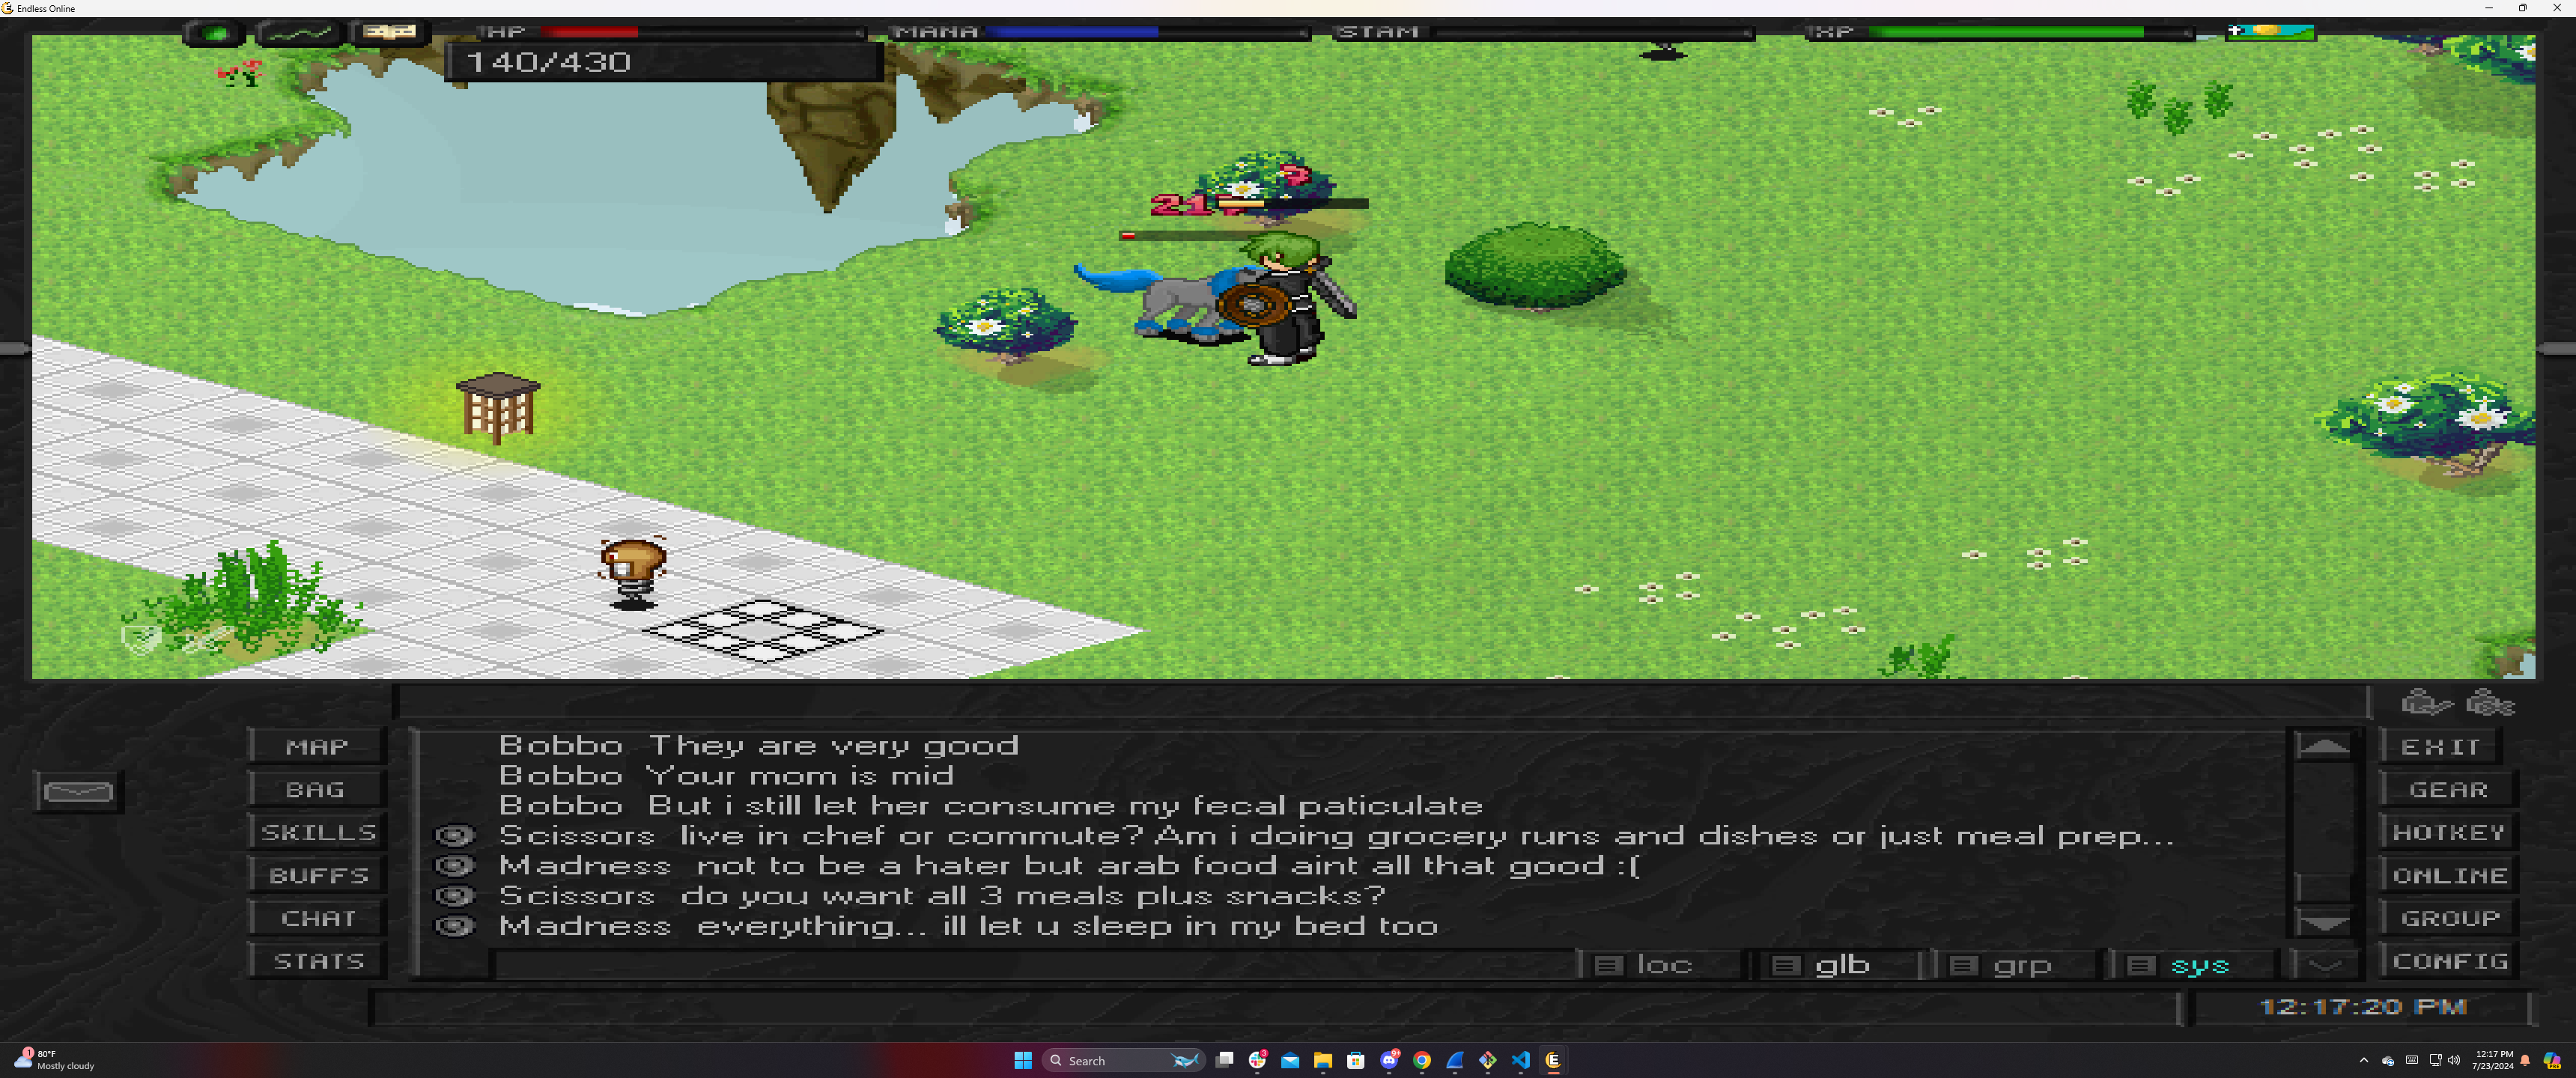 Endless Online
HP
MANA
STAM
XP
140/430
21
MAP
BAG
SKILLS
BUFFS
CHAT
STATS
Bobbo They are very good
Bobbo Your mom is mid
Bobbo But i still let her consume my fecal paticulate
Scissors live in chef or commute? Am i doing grocery runs and dishes or just meal prep...
Madness not to be a hater but arab food aint all that good :(
Scissors do you want all 3 meals plus snacks?
Madness everything... ill let u sleep in my bed too
loc
glb
grp
sys
EXIT
GEAR
HOTKEY
ONLINE
GROUP
CONFIG
12:17:20 PM
1
80°F
Mostly cloudy
Search
3
9+
12:17 PM
7/23/2024